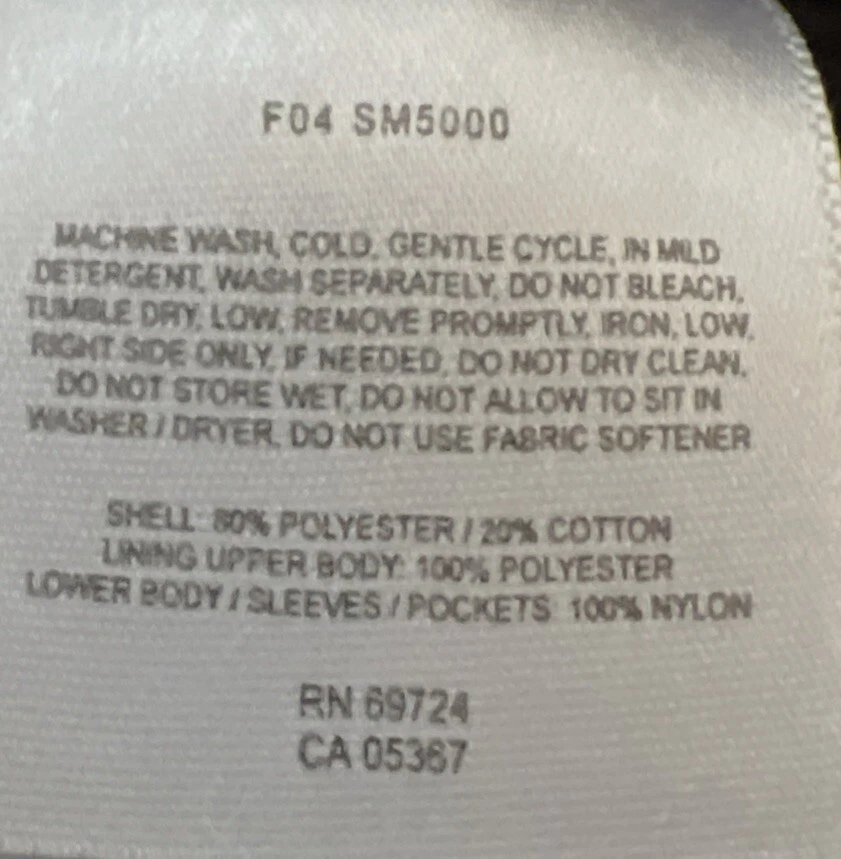 F04 SM5000
MACHINE WASH, COLD, GENTLE CYCLE, IN MILD
DETERGENT, WASH SEPARATELY, DO NOT BLEACH,
TUMBLE DRY, LOW, REMOVE PROMPTLY, IRON, LOW,
RIGHT SIDE ONLY, IF NEEDED, DO NOT DRY CLEAN,
DO NOT STORE WET, DO NOT ALLOW TO SIT IN
WASHER / DRYER, DO NOT USE FABRIC SOFTENER
SHELL: 80% POLYESTER / 20% COTTON
LINING UPPER BODY: 100% POLYESTER
LOWER BODY / SLEEVES / POCKETS: 100% NYLON
RN 69724
CA 05367